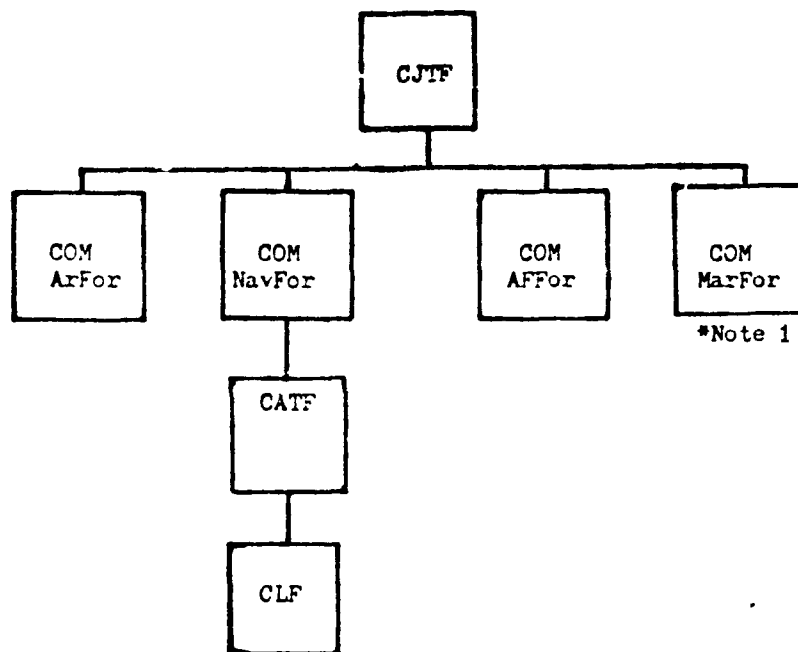 CJTF
COM
ArFor
COM
NavFor
COM
AFFor
COM
MarFor
*Note 1
CATF
CLF